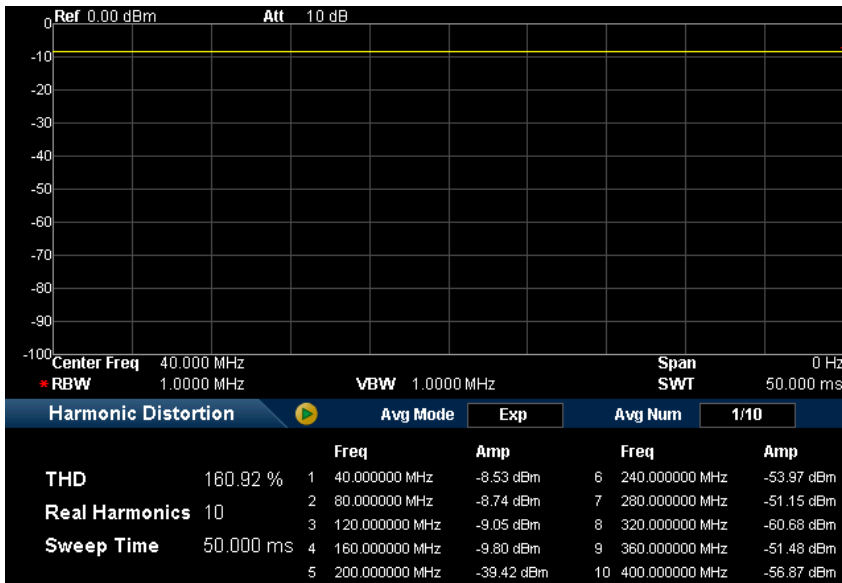 Ref 0.00 dBm Att 10 dB
0
-10
-20
-30
-40
-50
-60
-70
-80
-90
-100
Center Freq 40.000 MHz Span 0 Hz
*RBW 1.0000 MHz VBW 1.0000 MHz SWT 50.000 ms
Harmonic Distortion Avg Mode Exp Avg Num 1/10
Freq Amp Freq Amp
THD 160.92 % 1 40.000000 MHz -8.53 dBm 6 240.000000 MHz -53.97 dBm
2 80.000000 MHz -8.74 dBm 7 280.000000 MHz -51.15 dBm
Real Harmonics 10
3 120.000000 MHz -9.05 dBm 8 320.000000 MHz -60.68 dBm
Sweep Time 50.000 ms 4 160.000000 MHz -9.80 dBm 9 360.000000 MHz -51.48 dBm
5 200.000000 MHz -39.42 dBm 10 400.000000 MHz -56.87 dBm